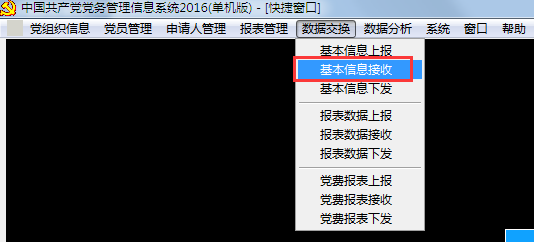 中国共产党党务管理信息系统2016(单机版) - [快捷窗口]
党组织信息 党员管理 申请人管理 报表管理 数据交换 数据分析 系统 窗口 帮助
基本信息上报
基本信息接收
基本信息下发
报表数据上报
报表数据接收
报表数据下发
党费报表上报
党费报表接收
党费报表下发